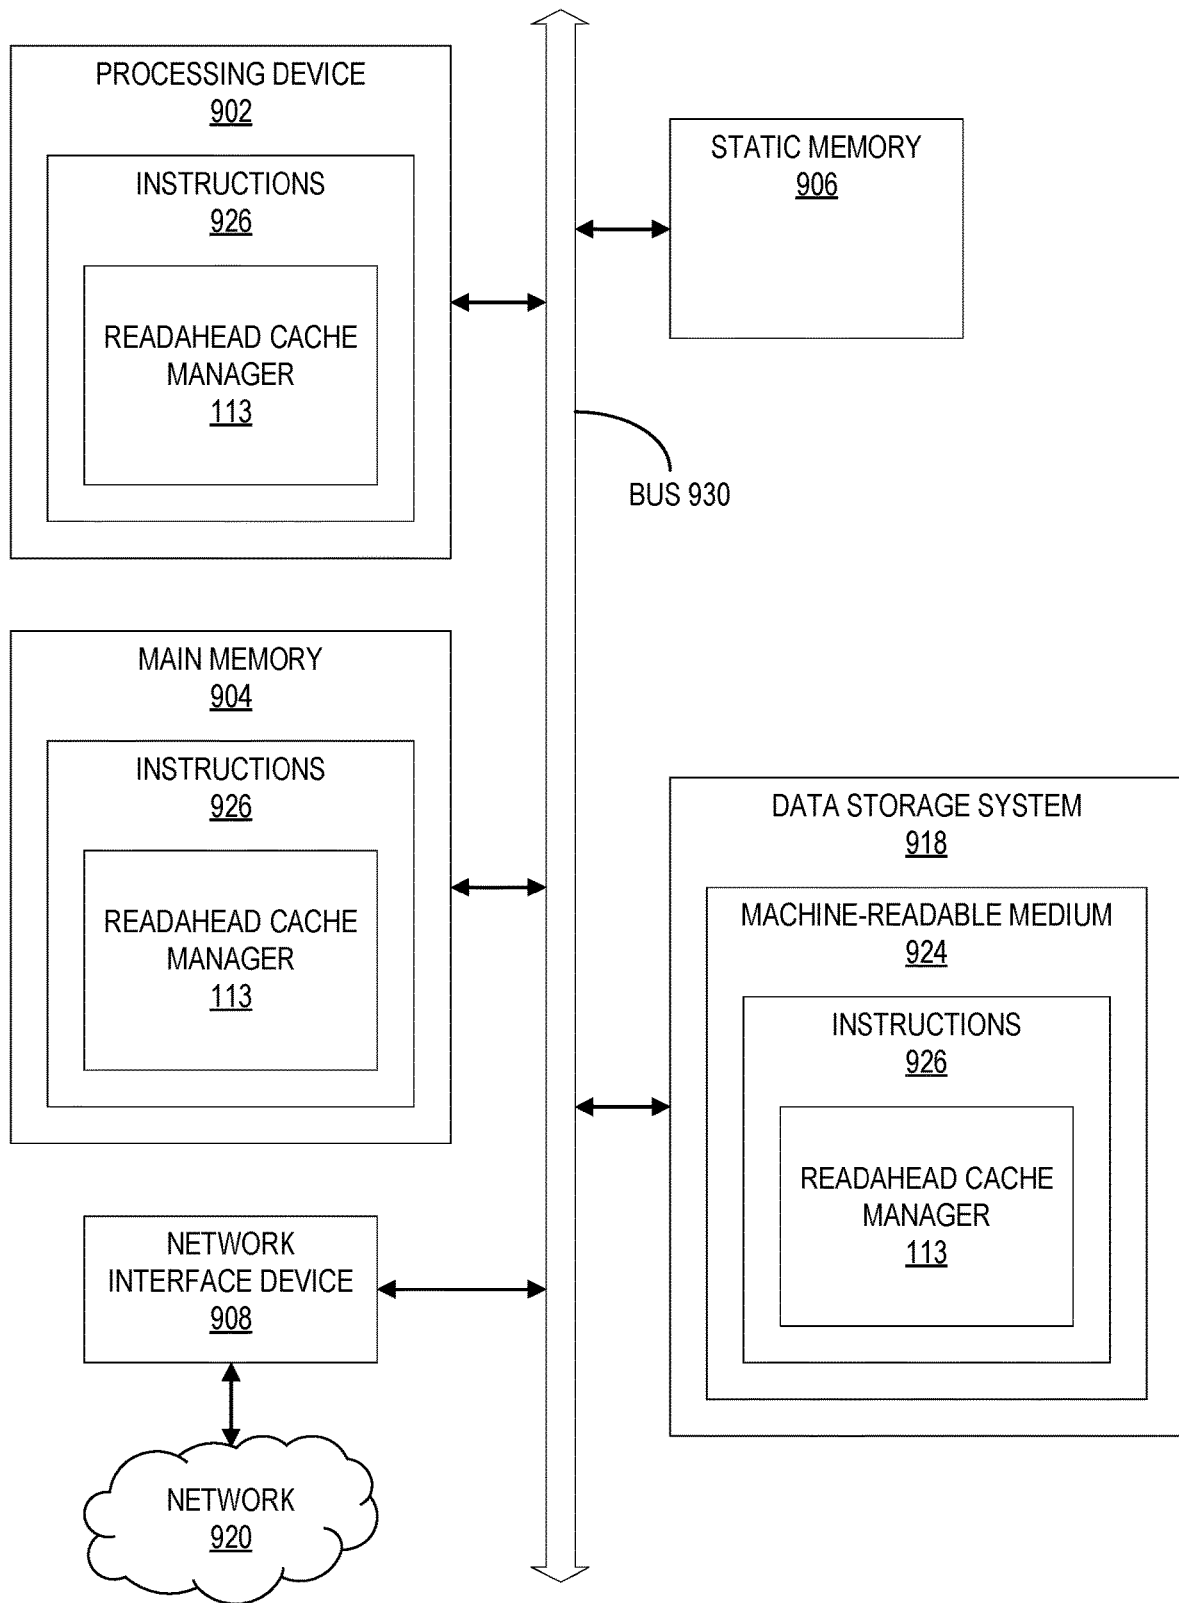 PROCESSING DEVICE
902
INSTRUCTIONS
926
READAHEAD CACHE
MANAGER
113
STATIC MEMORY
906
BUS 930
MAIN MEMORY
904
INSTRUCTIONS
926
READAHEAD CACHE
MANAGER
113
DATA STORAGE SYSTEM
918
MACHINE-READABLE MEDIUM
924
INSTRUCTIONS
926
READAHEAD CACHE
MANAGER
113
NETWORK
INTERFACE DEVICE
908
NETWORK
920